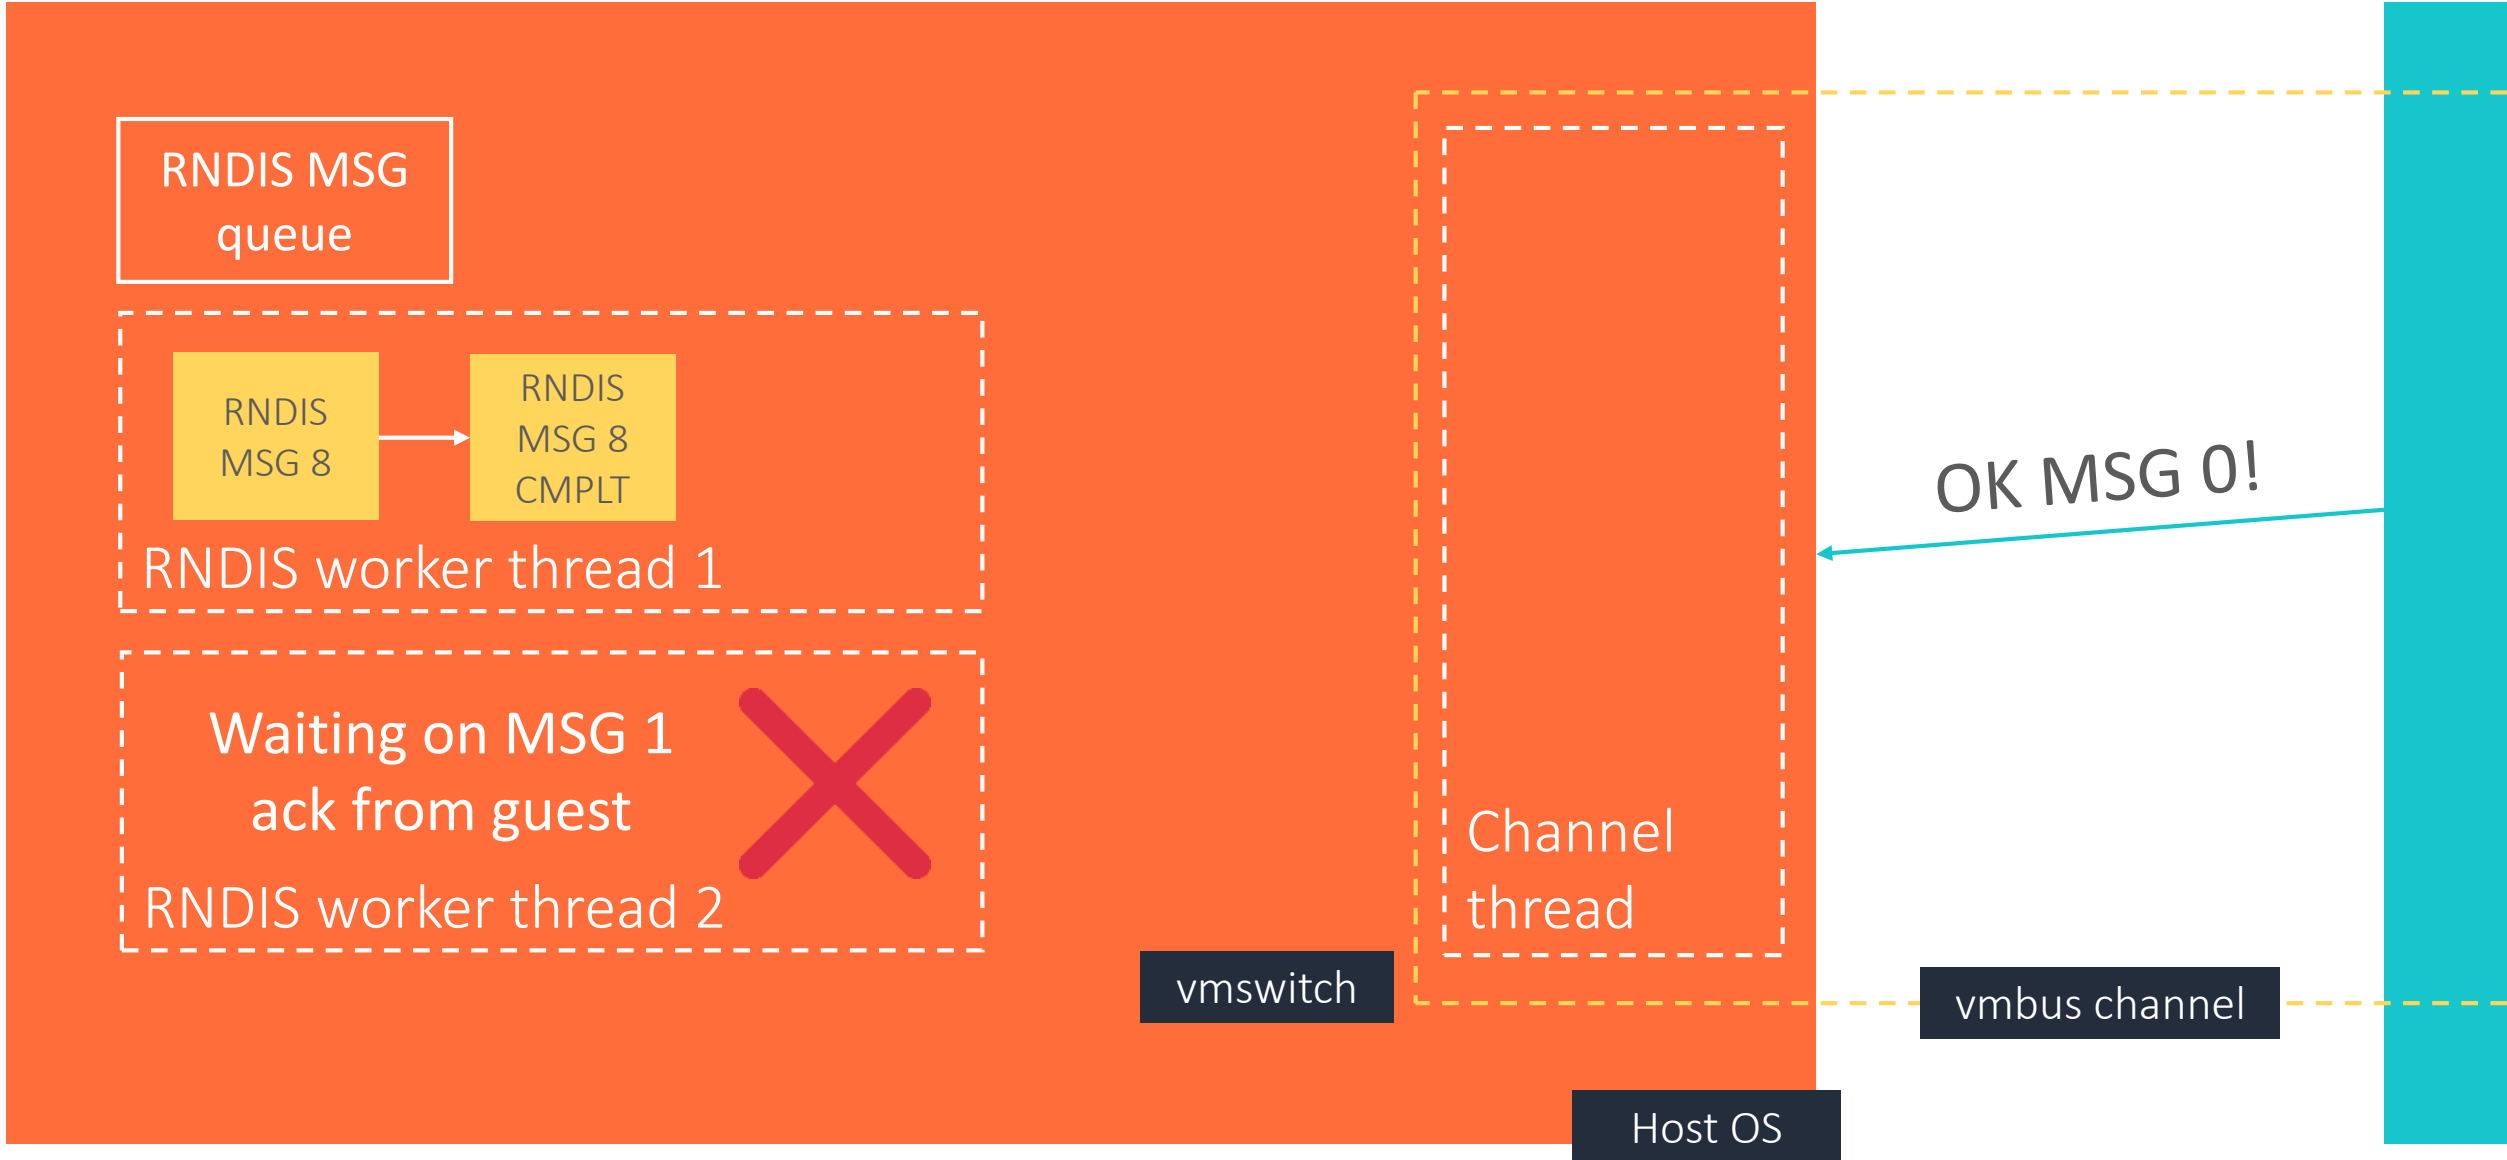 RNDIS MSG
queue
RNDIS
MSG 8
RNDIS
MSG 8
CMPLT
RNDIS worker thread 1
Waiting on MSG 1
ack from guest
RNDIS worker thread 2
Channel
thread
OK MSG 0!
vmswitch
vmbus channel
Host OS